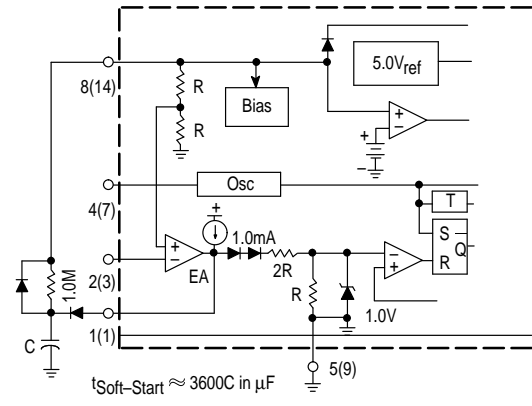 5.0Vref
8(14)
R
Bias
R
+
–
+
–
Osc
4(7)
T
+
1.0mA
S
Q
+
–
2(3)
EA
2R
–
+
R
1.0M
R
1.0V
1(1)
C
5(9)
tSoft–Start ≈ 3600C in µF